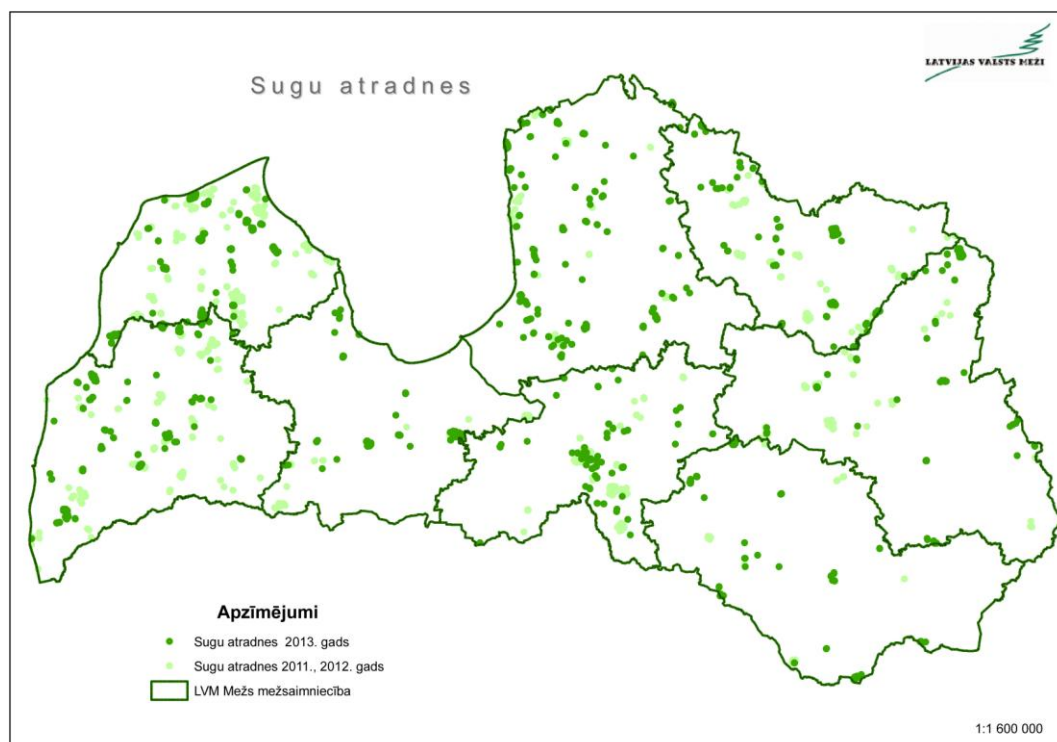 Sugu atradnes
LATVIJAS VALSTS MEŽI
Apzīmējumi
Sugu atradnes 2013. gads
Sugu atradnes 2011., 2012. gads
LVM Mežs mežsaimniecība
1:1 600 000